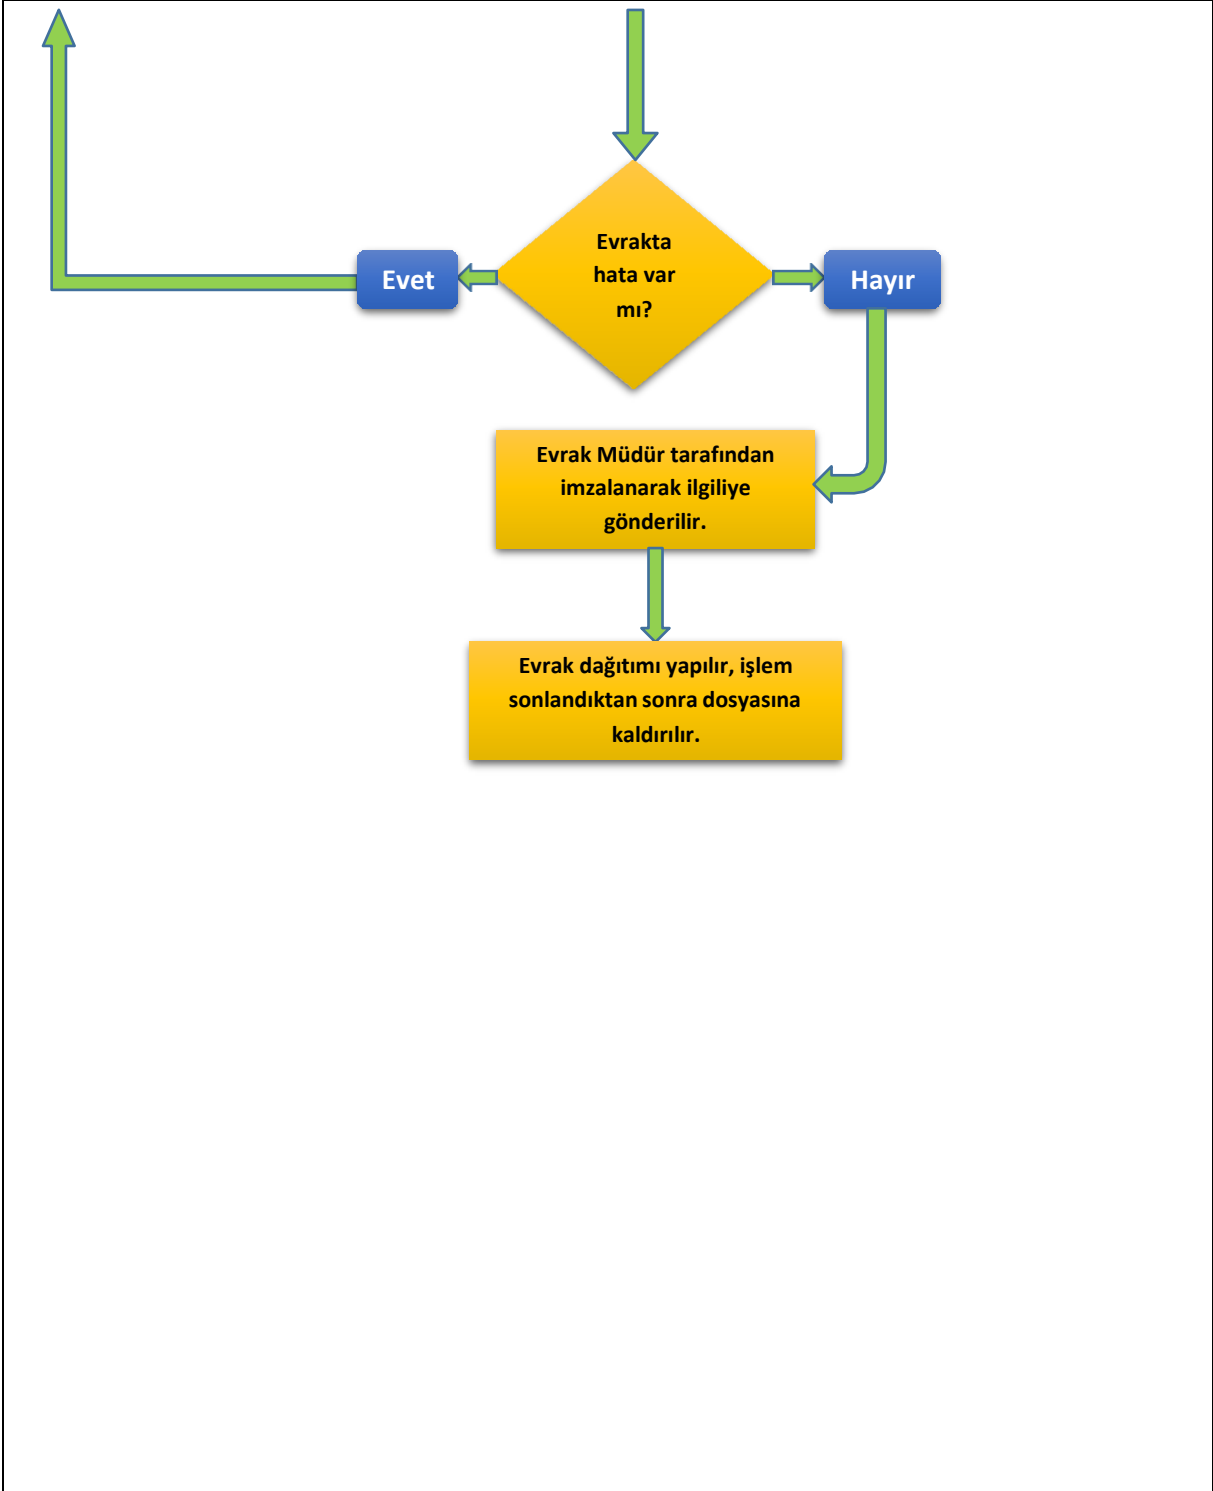 Evrakta
hata var
mı?
Evet
Hayır
Evrak Müdür tarafından
imzalanarak ilgiliye
gönderilir.
Evrak dağıtımı yapılır, işlem
sonlandıktan sonra dosyasına
kaldırılır.